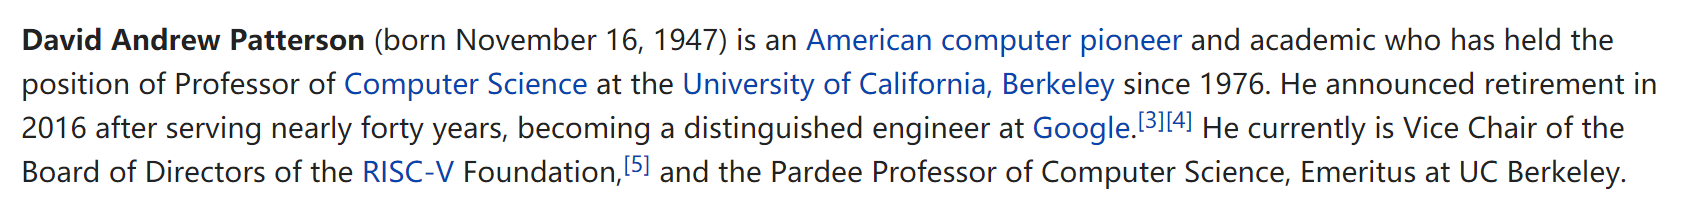 David Andrew Patterson (born November 16, 1947) is an American computer pioneer and academic who has held the
position of Professor of Computer Science at the University of California, Berkeley since 1976. He announced retirement in
2016 after serving nearly forty years, becoming a distinguished engineer at Google.[3][4] He currently is Vice Chair of the
Board of Directors of the RISC-V Foundation,[5] and the Pardee Professor of Computer Science, Emeritus at UC Berkeley.